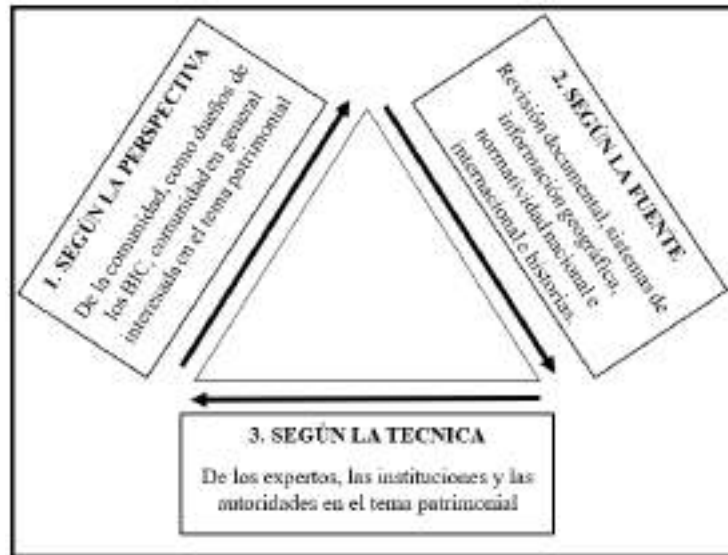 1. SEGÚN LA PERSPECTIVA
De la comunidad, como dueños de
los BIC, comunidad en general
interesada en el tema patrimonial
2. SEGÚN LA FUENTE
Revisión documental, sistemas de
información geográfica,
normatividad nacional e
internacional e historias.
3. SEGÚN LA TECNICA
De los expertos, las instituciones y las
autoridades en el tema patrimonial